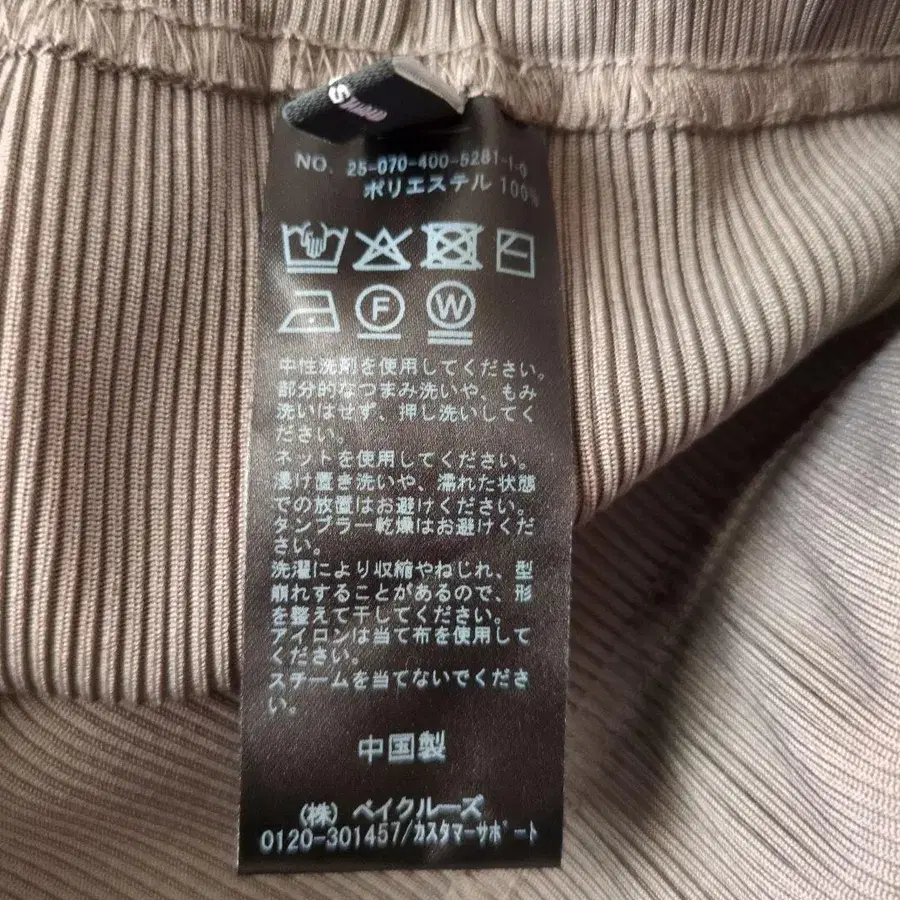 S
NO. 25-070-400-5281-1-0
ポリエステル 100%
F
W
中性洗剤を使用してください。
部分的なつまみ洗いや、もみ
洗いはせず、押し洗いしてく
ださい。
ネットを使用してください。
浸け置き洗いや、濡れた状態
での放置はお避けください。
タンブラー乾燥はお避けくだ
さい。
洗濯により収縮やねじれ、型
崩れすることがあるので、形
を整えて干してください。
アイロンは当て布を使用して
ください。
スチームを当てないでくださ
い。
中国製
(株) ベイクルーズ
0120-301457/カスタマーサポート